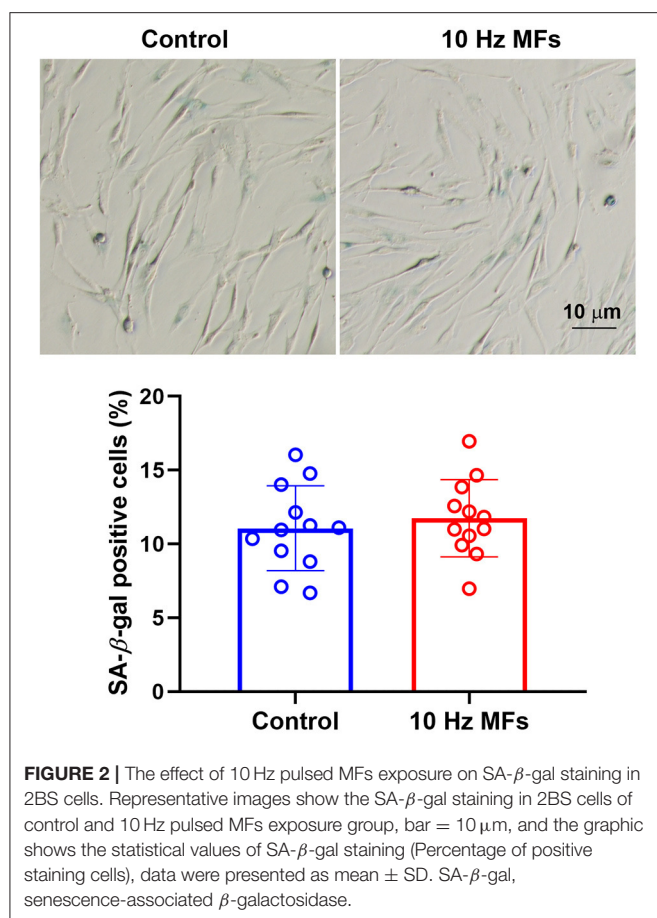 Control 10 Hz MFs
10 μm
SA-β-gal positive cells (%)
20
15
10
5
0
Control 10 Hz MFs
FIGURE 2 | The effect of 10 Hz pulsed MFs exposure on SA-β-gal staining in
2BS cells. Representative images show the SA-β-gal staining in 2BS cells of
control and 10 Hz pulsed MFs exposure group, bar = 10 μm, and the graphic
shows the statistical values of SA-β-gal staining (Percentage of positive
staining cells), data were presented as mean ± SD. SA-β-gal,
senescence-associated β-galactosidase.